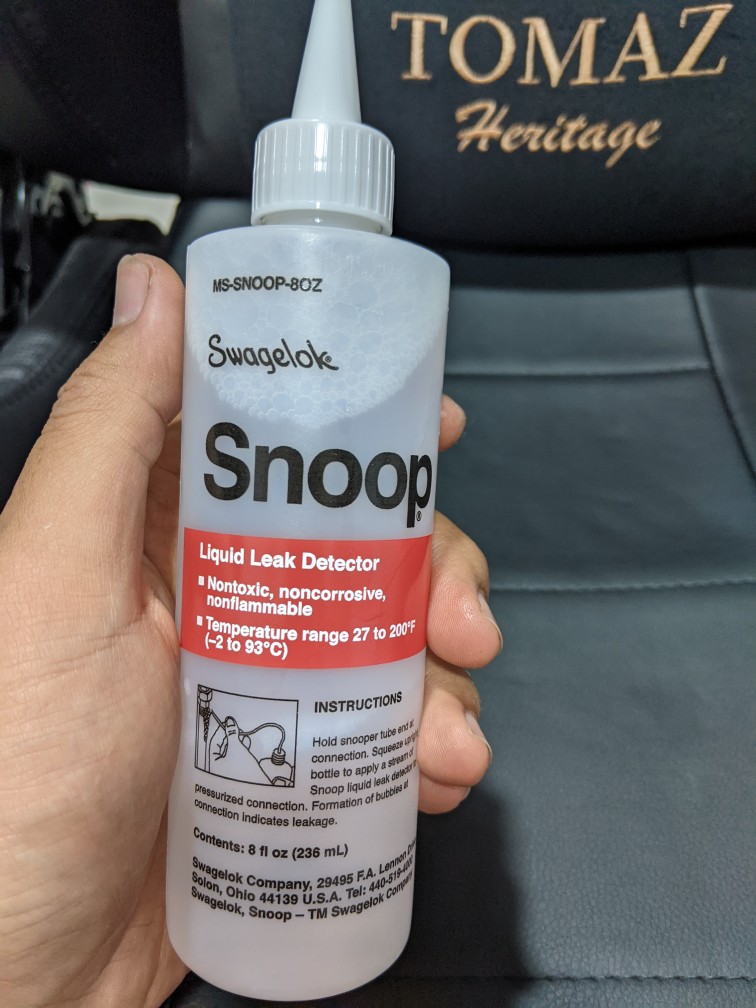 TOMAZ
Heritage
MS-SNOOP-8OZ
Swagelok®
Snoop®
Liquid Leak Detector
▪ Nontoxic, noncorrosive,
nonflammable
▪ Temperature range 27 to 200°F
(–2 to 93°C)
INSTRUCTIONS
Hold snooper tube end at
connection. Squeeze upright
bottle to apply a stream of
Snoop liquid leak detector to
pressurized connection. Formation of bubbles at
connection indicates leakage.
Contents: 8 fl oz (236 mL)
Swagelok Company, 29495 F.A. Lennon
Solon, Ohio 44139 U.S.A. Tel: 440-519-4000
Swagelok, Snoop – TM Swagelok Company